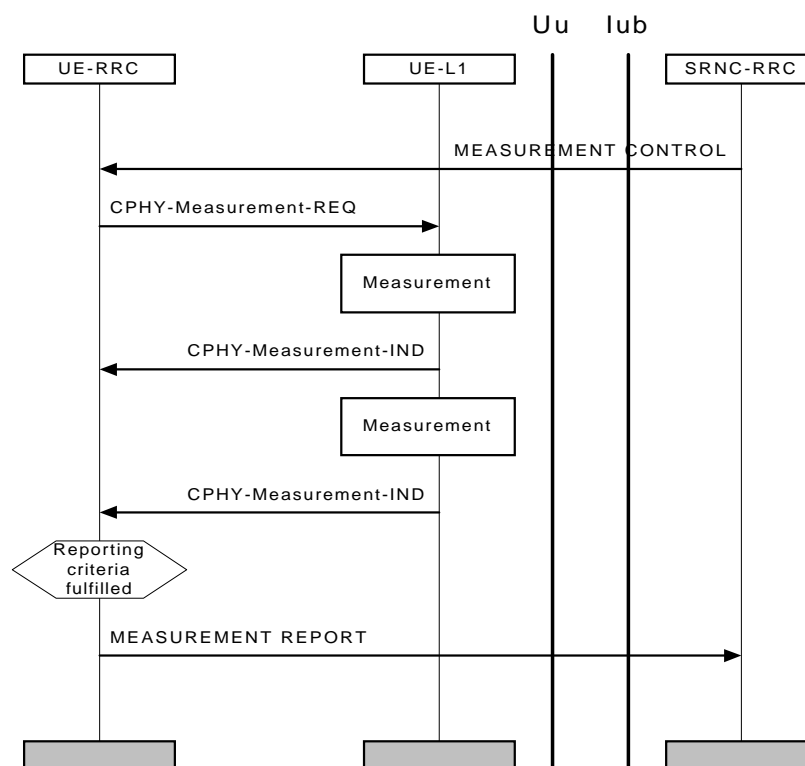 Uu Iub
UE-RRC UE-L1 SRNC-RRC
MEASUREMENT CONTROL
CPHY-Measurement-REQ
Measurement
CPHY-Measurement-IND
Measurement
CPHY-Measurement-IND
Reporting
criteria
fulfilled
MEASUREMENT REPORT